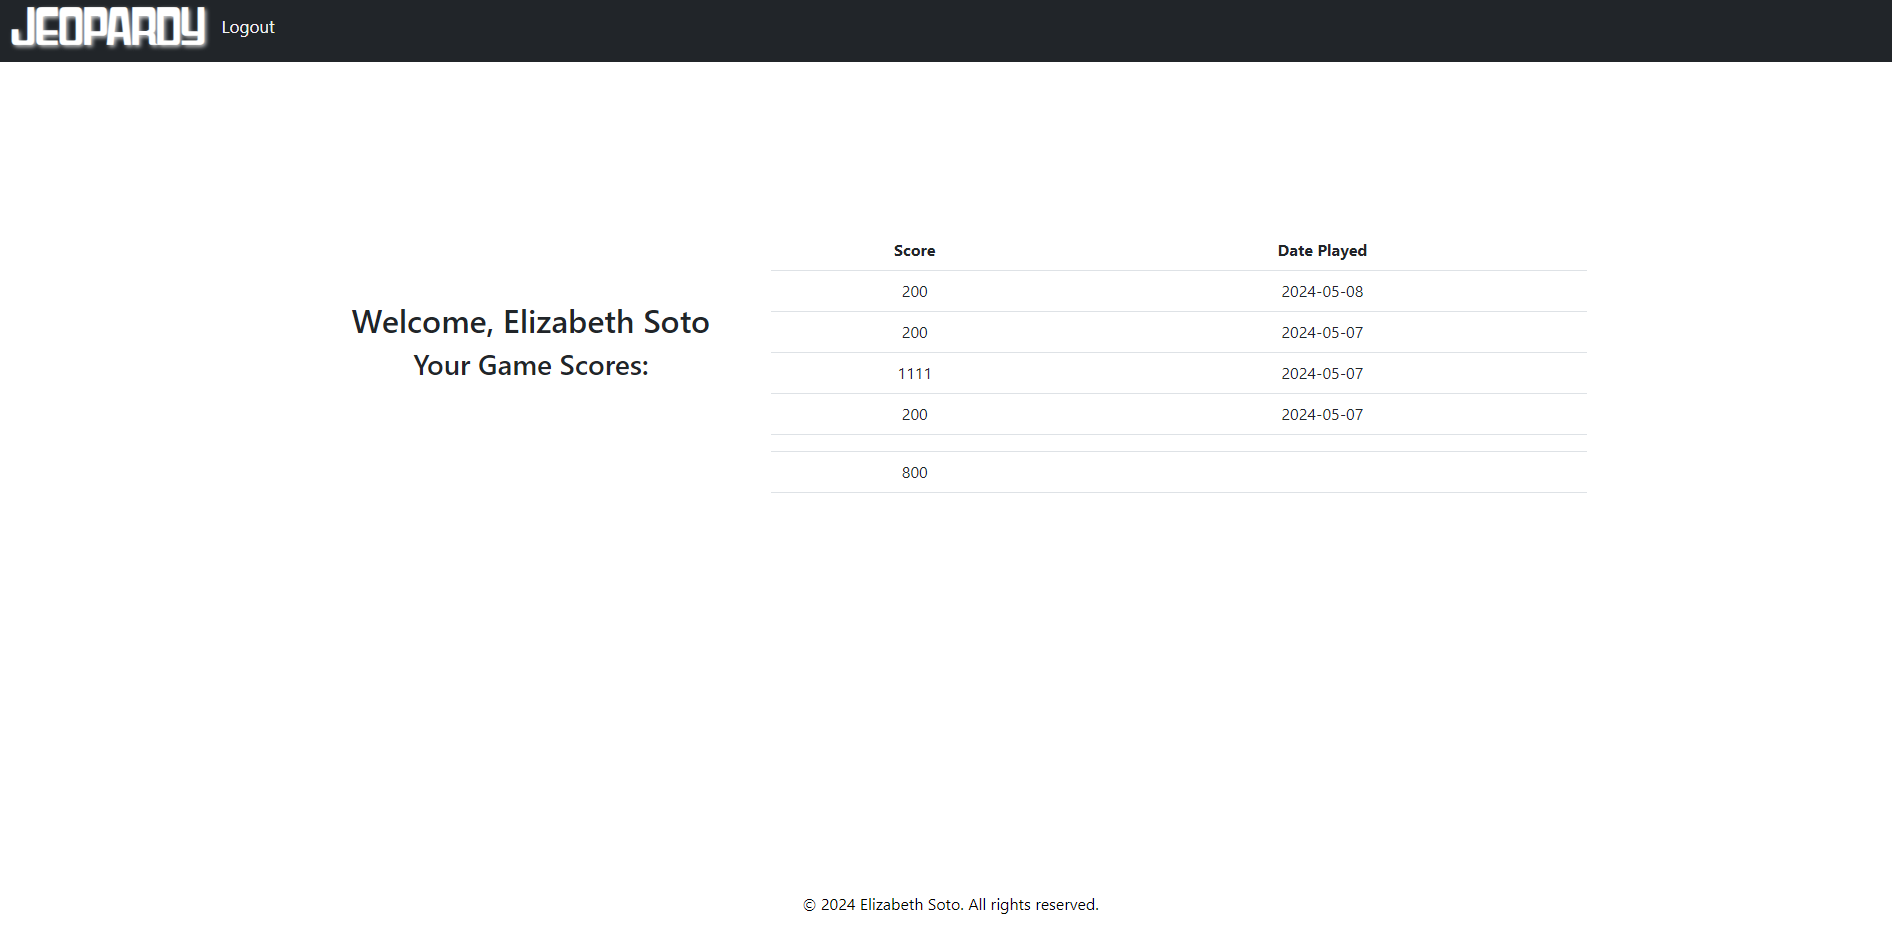 JEOPARDY Logout
Score Date Played
200 2024-05-08
200 2024-05-07
1111 2024-05-07
200 2024-05-07
800
Welcome, Elizabeth Soto
Your Game Scores:
© 2024 Elizabeth Soto. All rights reserved.